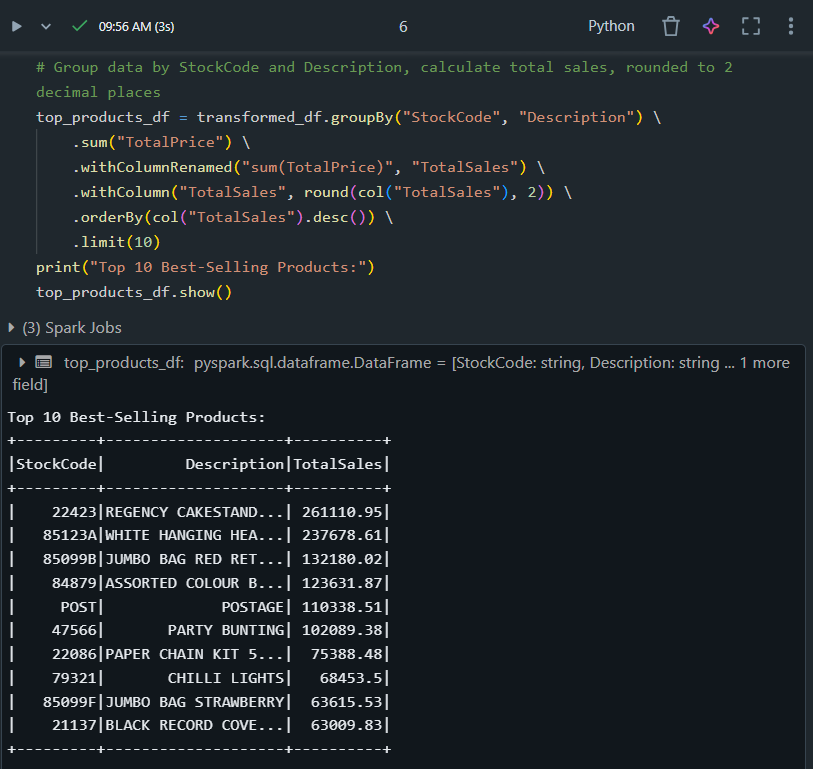 09:56 AM (3s)
6
Python
# Group data by StockCode and Description, calculate total sales, rounded to 2
decimal places
top_products_df = transformed_df.groupBy("StockCode", "Description") \
    .sum("TotalPrice") \
    .withColumnRenamed("sum(TotalPrice)", "TotalSales") \
    .withColumn("TotalSales", round(col("TotalSales"), 2)) \
    .orderBy(col("TotalSales").desc()) \
    .limit(10)
print("Top 10 Best-Selling Products:")
top_products_df.show()
(3) Spark Jobs
top_products_df: pyspark.sql.dataframe.DataFrame = [StockCode: string, Description: string ... 1 more
field]
Top 10 Best-Selling Products:
+---------+--------------------+----------+
|StockCode|         Description|TotalSales|
+---------+--------------------+----------+
|    22423|REGENCY CAKESTAND...| 261110.95|
|   85123A|WHITE HANGING HEA...| 237678.61|
|   85099B|JUMBO BAG RED RET...| 132180.02|
|    84879|ASSORTED COLOUR B...| 123631.87|
|     POST|             POSTAGE| 110338.51|
|    47566|       PARTY BUNTING| 102089.38|
|    22086|PAPER CHAIN KIT 5...|  75388.48|
|    79321|       CHILLI LIGHTS|   68453.5|
|   85099F|JUMBO BAG STRAWBERRY|  63615.53|
|    21137|BLACK RECORD COVE...|  63009.83|
+---------+--------------------+----------+